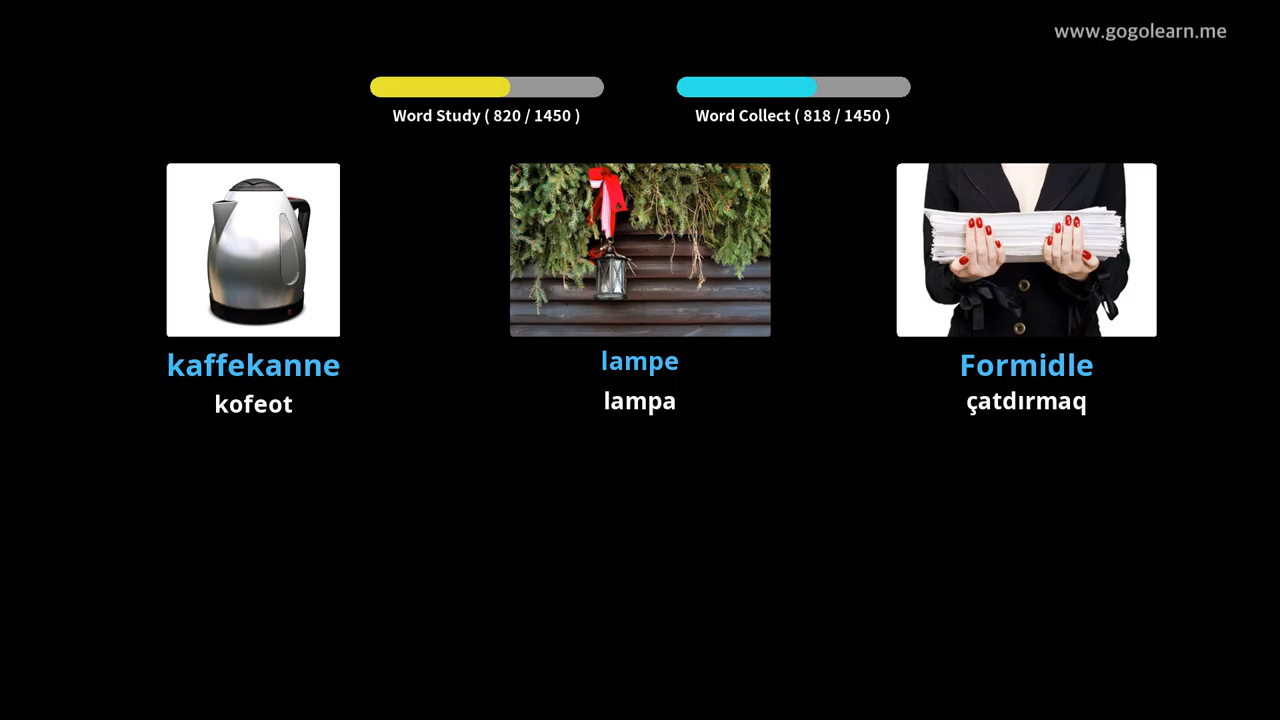 www.gogolearn.me
Word Study ( 820 / 1450 )
Word Collect ( 818 / 1450 )
kaffekanne
kofeot
lampe
lampa
Formidle
çatdırmaq